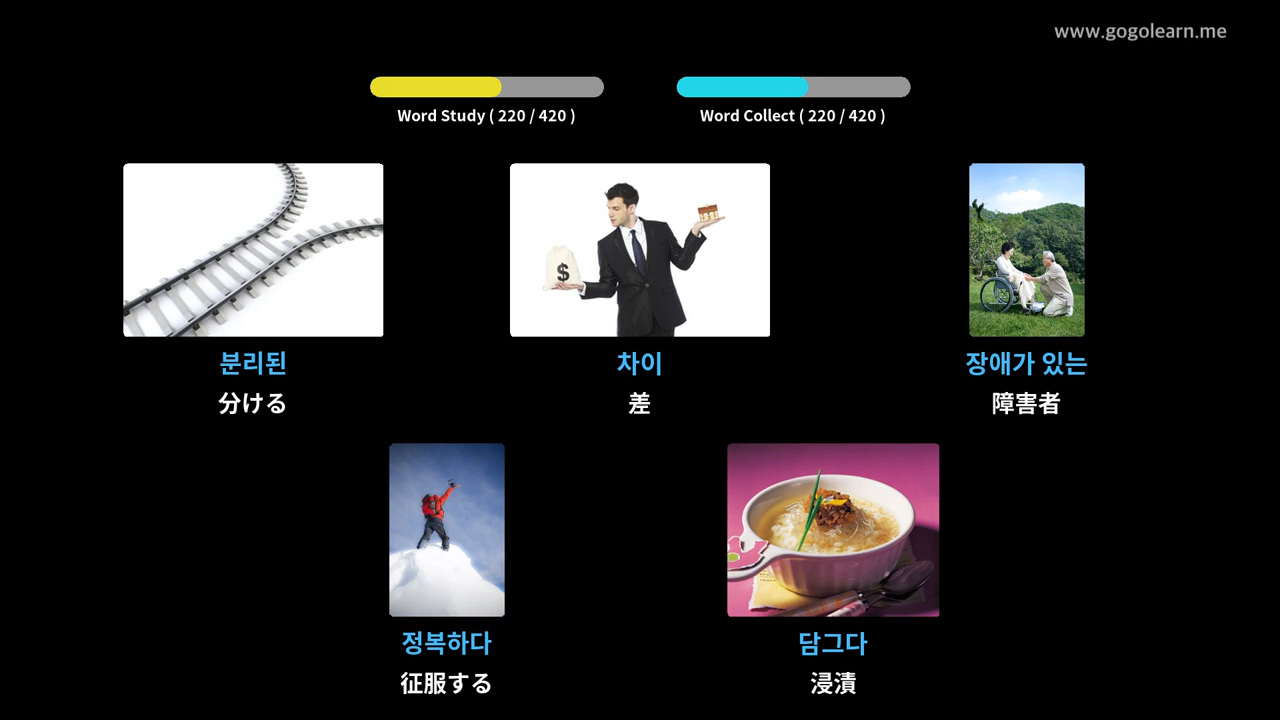 www.gogolearn.me
Word Study ( 220 / 420 )
Word Collect ( 220 / 420 )
$
분리된
分ける
차이
差
장애가 있는
障害者
정복하다
征服する
담그다
浸漬